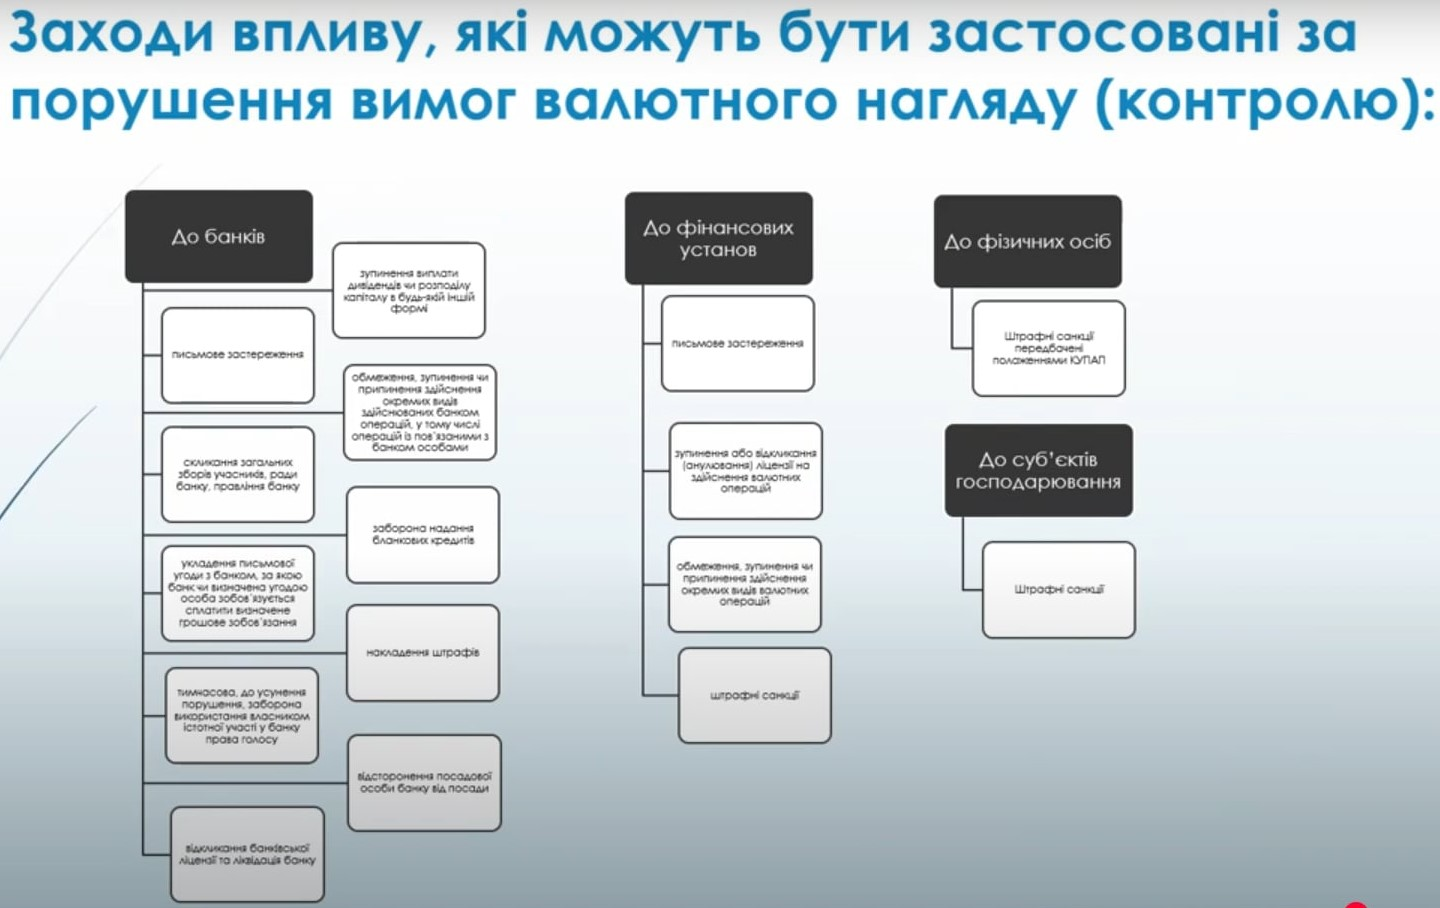 Заходи впливу, які можуть бути застосовані за
порушення вимог валютного нагляду (контролю):
До банків
зупинення виплати
дивідендів чи розподілу
капіталу в будь-якій іншій
формі
письмове застереження
обмеження, зупинення чи
припинення здійснення
окремих видів
здійснюваних банком
операцій, у тому числі
операцій із пов'язаними з
банком особами
скликання загальних
зборів учасників, ради
банку, правління банку
заборона надання
бланкових кредитів
укладення письмової
угоди з банком, за якою
банк чи визначена угодою
особа зобов'язується
сплатити визначене
грошове зобов'язання
накладення штрафів
тимчасова, до усунення
порушення, заборона
використання власником
істотної участі у банку
права голосу
відсторонення посадової
особи банку від посади
відкликання банківської
ліцензії та ліквідація банку
До фінансових
установ
письмове застереження
зупинення або відкликання
(анулювання) ліцензії на
здійснення валютних
операцій
обмеження, зупинення чи
припинення здійснення
окремих видів валютних
операцій
штрафні санкції
До фізичних осіб
Штрафні санкції
передбачені
полаженнями КУПАП
До суб'єктів
господарювання
Штрафні санкції